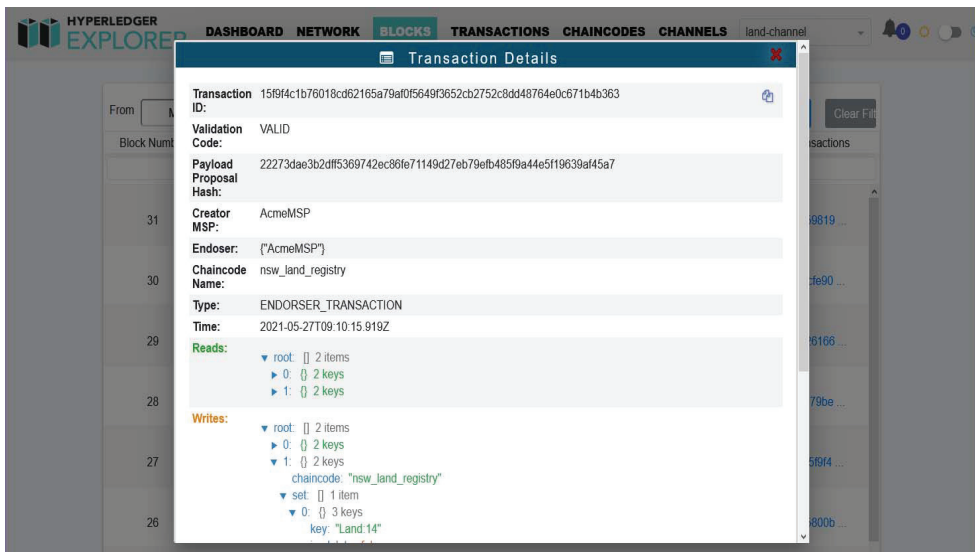 HYPERLEDGER
EXPLORER
DASHBOARD NETWORK BLOCKS TRANSACTIONS CHAINCODES CHANNELS land-channel 0
Transaction Details
From
Clear Filt
Block Numb
sactions
31
59819 ...
30
cfe90 ...
29
26166 ...
28
79be ...
27
5f9f4 ...
26
800b ...
Transaction ID: 15f9f4c1b76018cd62165a79af0f5649f3652cb2752c8dd48764e0c671b4b363
Validation Code: VALID
Payload Proposal Hash: 22273dae3b2dff5369742ec86fe71149d27eb79efb485f9a44e5f19639af45a7
Creator MSP: AcmeMSP
Endoser: {"AcmeMSP"}
Chaincode Name: nsw_land_registry
Type: ENDORSER_TRANSACTION
Time: 2021-05-27T09:10:15.919Z
Reads:
root: [] 2 items
0: {} 2 keys
1: {} 2 keys
Writes:
root: [] 2 items
0: {} 2 keys
1: {} 2 keys
chaincode: "nsw_land_registry"
set: [] 1 item
0: {} 3 keys
key: "Land:14"